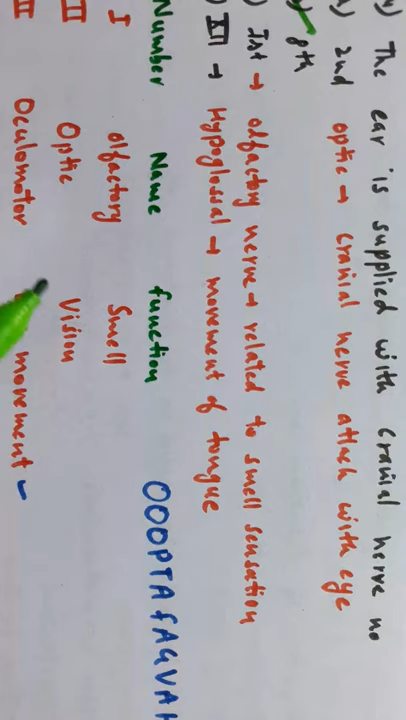 The ear is supplied with cranial nerve no
2nd optic → cranial nerve attach with eye
8th
Ist → olfactory nerve → related to smell sensation
XII → Hypoglossal → movement of tongue
Number Name function OOOPTAfAGVAH
I olfactory Smell
II Optic Vision
III Oculomotor movement